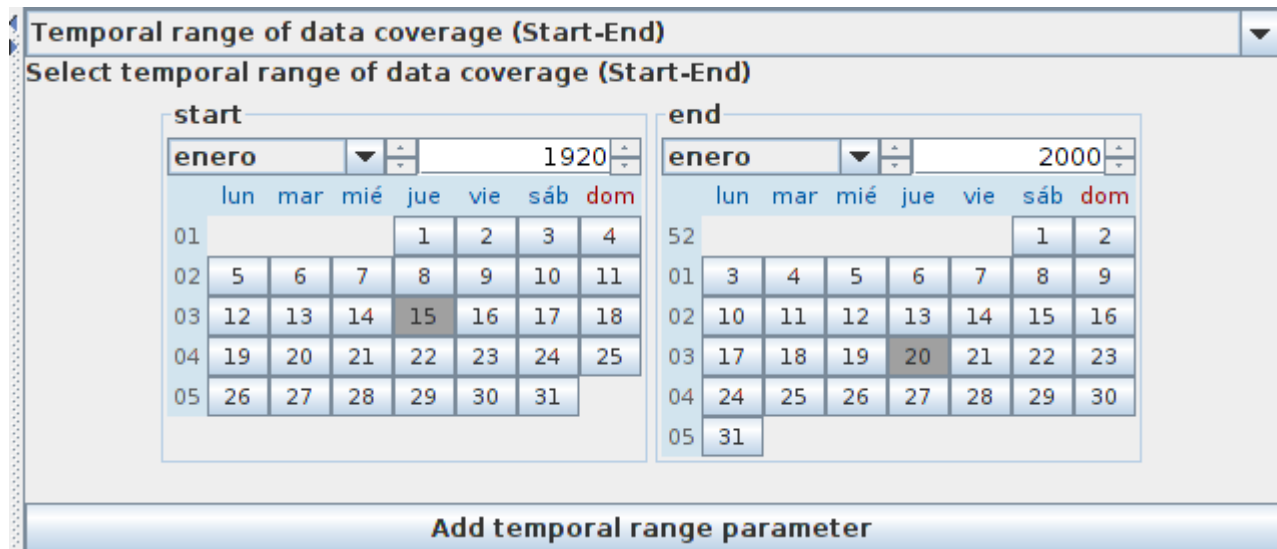 Temporal range of data coverage (Start-End)
Select temporal range of data coverage (Start-End)
start
enero 1920
lun mar mié jue vie sáb dom
01 1 2 3 4
02 5 6 7 8 9 10 11
03 12 13 14 15 16 17 18
04 19 20 21 22 23 24 25
05 26 27 28 29 30 31
end
enero 2000
lun mar mié jue vie sáb dom
52 1 2
01 3 4 5 6 7 8 9
02 10 11 12 13 14 15 16
03 17 18 19 20 21 22 23
04 24 25 26 27 28 29 30
05 31
Add temporal range parameter